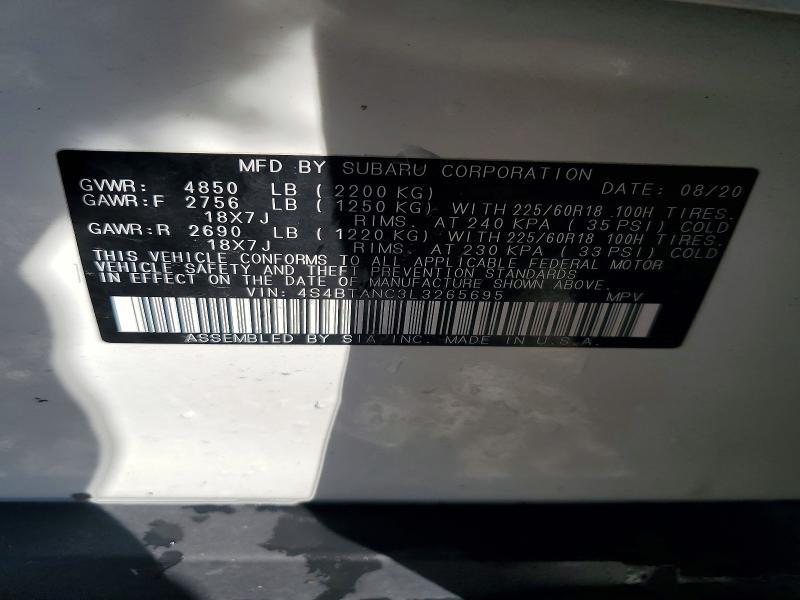 MFD BY SUBARU CORPORATION DATE: 08/20
GVWR: 4850 LB ( 2200 KG)
GAWR:F 2756 LB ( 1250 KG) WITH 225/60R18 100H TIRES.
18X7J RIMS. AT 240 KPA ( 35 PSI) COLD
GAWR:R 2690 LB ( 1220 KG) WITH 225/60R18 100H TIRES.
18X7J RIMS. AT 230 KPA ( 33 PSI) COLD
THIS VEHICLE CONFORMS TO ALL APPLICABLE FEDERAL MOTOR
VEHICLE SAFETY AND THEFT PREVENTION STANDARDS
IN EFFECT ON THE DATE OF MANUFACTURE SHOWN ABOVE.
VIN: 4S4BTANC3L3265695 MPV
ASSEMBLED BY SIA INC. MADE IN U.S.A.